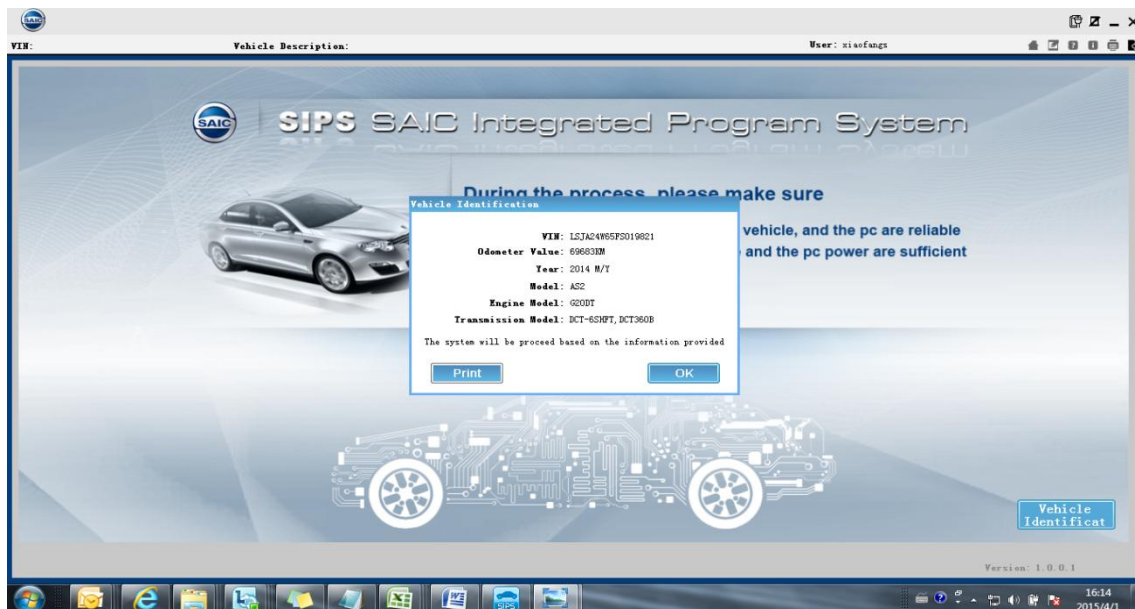 SAIC
VIN:
Vehicle Description:
User: xiaofangs
SAIC
SIPS SAIC Integrated Program System
During the process, please make sure
vehicle, and the pc are reliable
and the pc power are sufficient
Vehicle Identification
VIN: LSJA24W65FS019821
Odometer Value: 69683KM
Year: 2014 M/Y
Model: AS2
Engine Model: G20DT
Transmission Model: DCT-6SHFT,DCT360B
The system will be proceed based on the information provided
Print
OK
Vehicle
Identificat
Version: 1.0.0.1
SIPS
16:14
2015/4/1